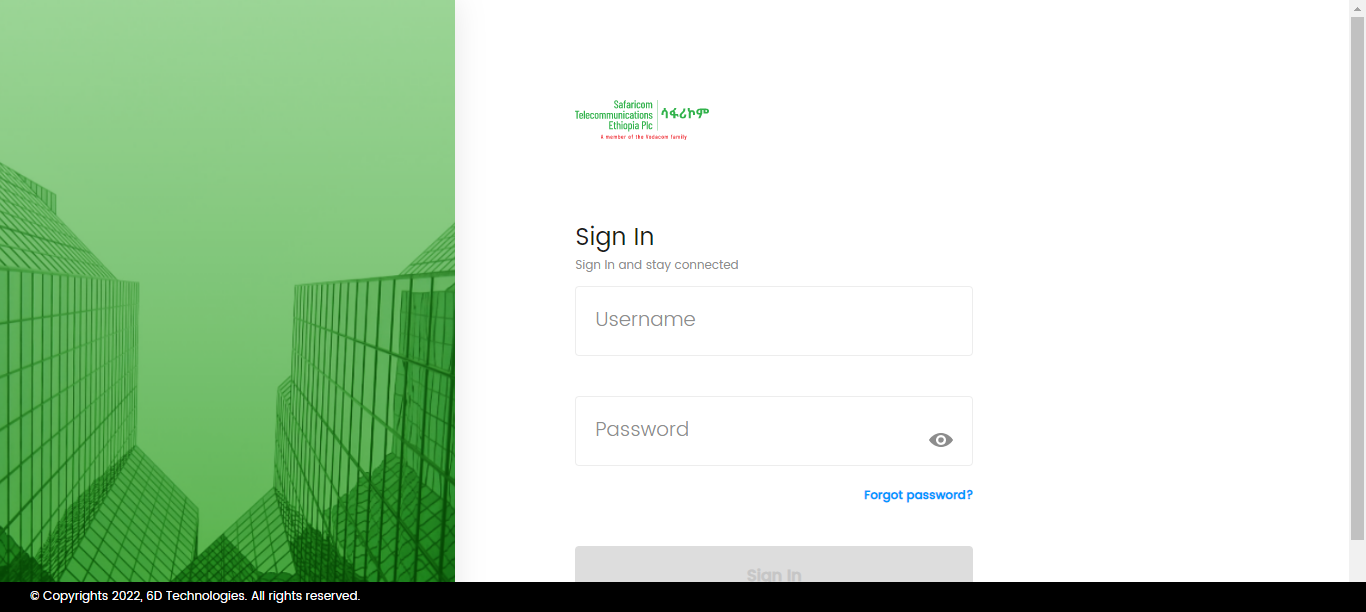 Safaricom
Telecommunications
Ethiopia Plc
ሳፋሪኮም
A member of the Vodacom family
Sign In
Sign In and stay connected
Username
Password
Forgot password?
Sign In
© Copyrights 2022, 6D Technologies. All rights reserved.